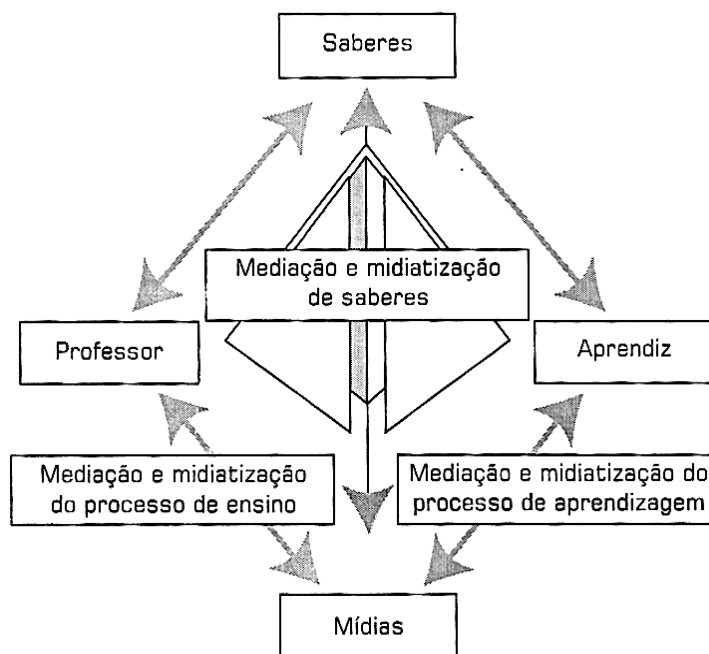 Saberes
Mediação e midiatização
de saberes
Professor
Aprendiz
Mediação e midiatização
do processo de ensino
Mediação e midiatização do
processo de aprendizagem
Mídias